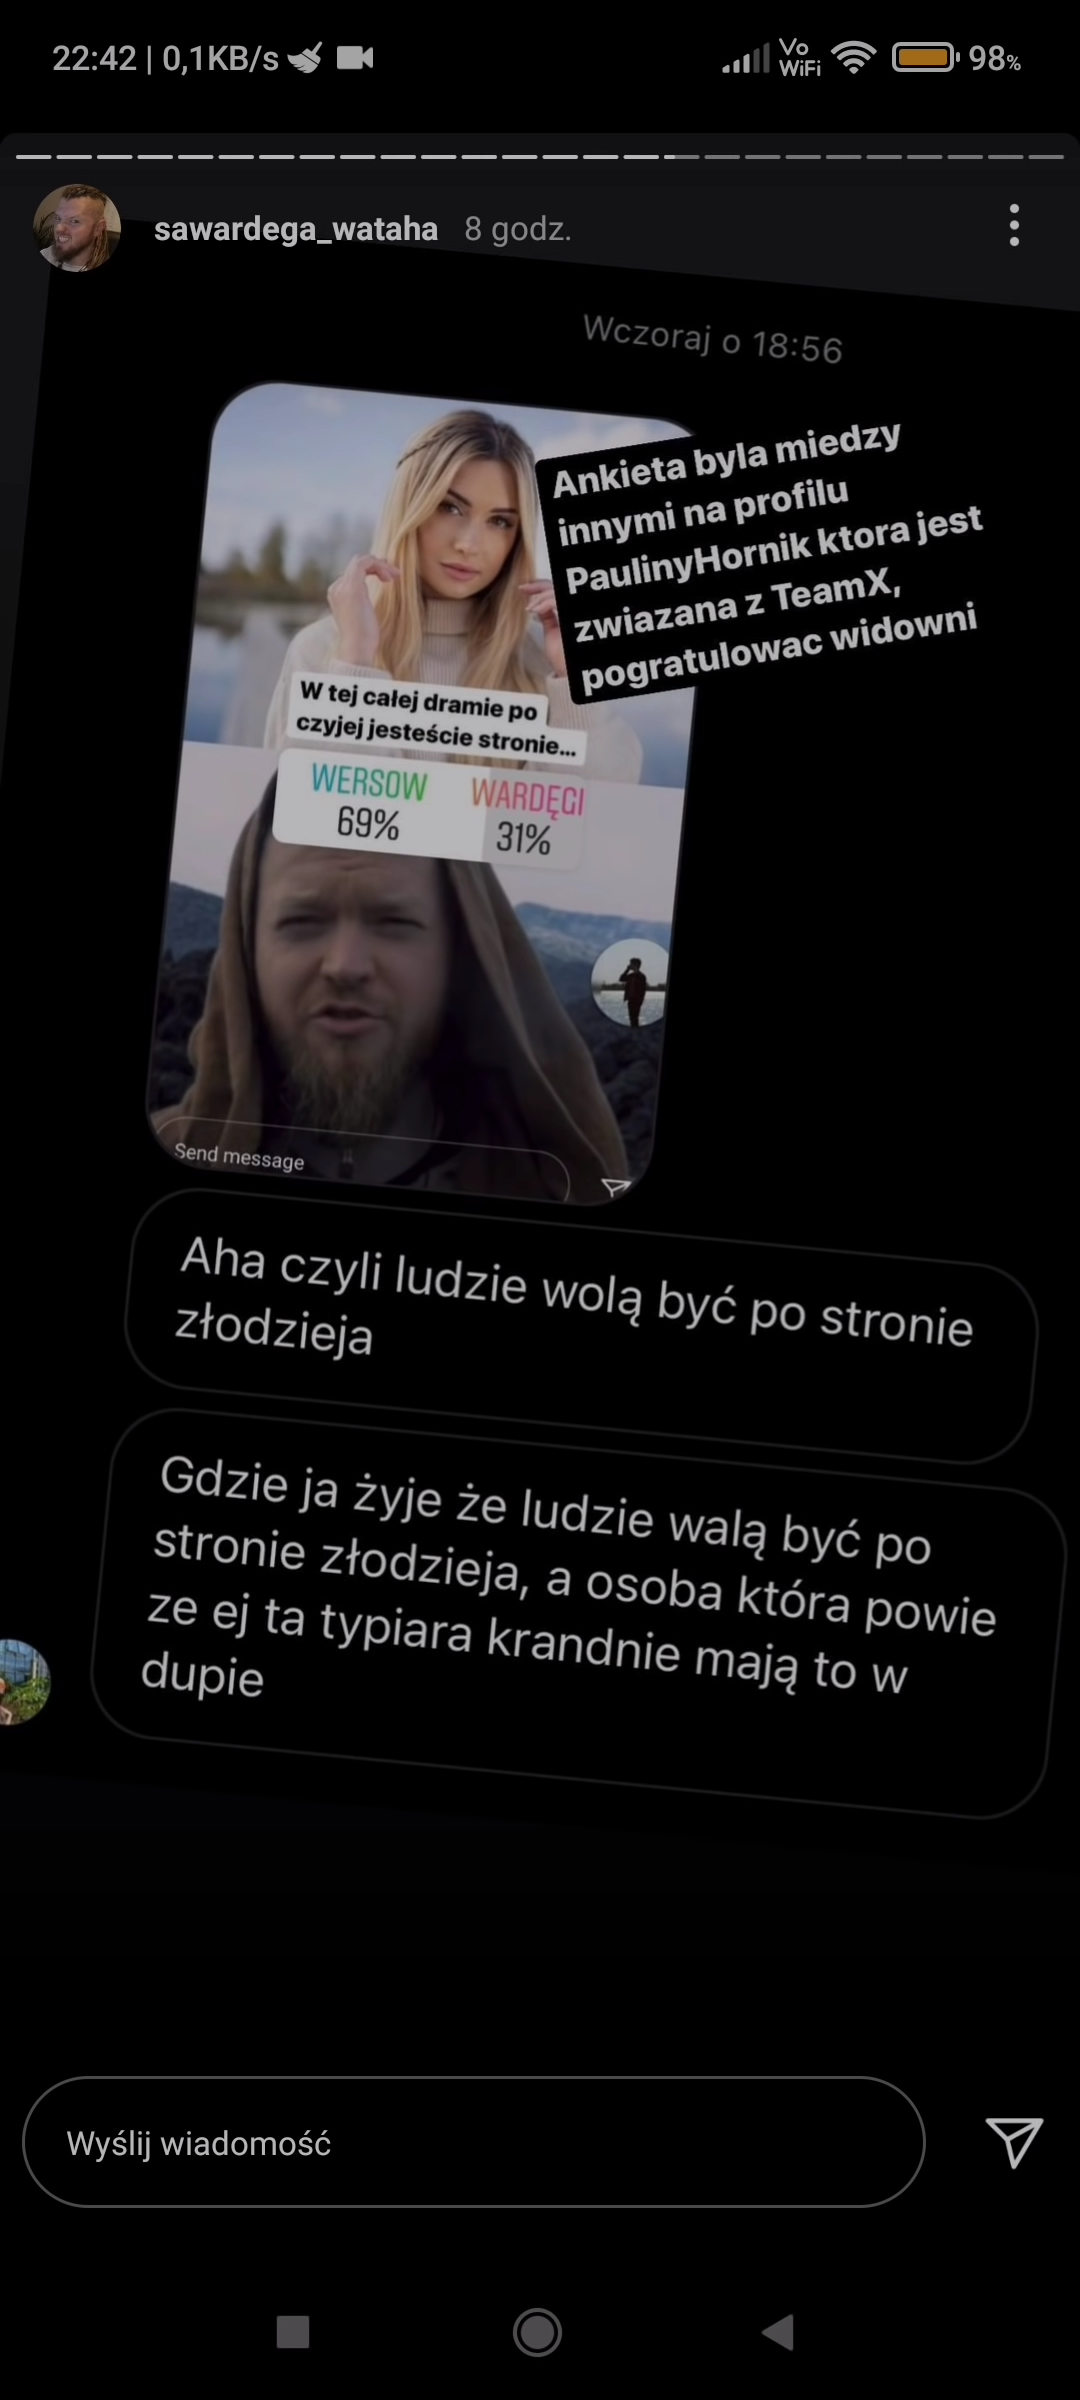 22:42 | 0,1KB/s
Vo
WiFi
98%
sawardega_wataha 8 godz.
Wczoraj o 18:56
Ankieta byla miedzy
innymi na profilu
PaulinyHornik ktora jest
zwiazana z TeamX,
pogratulowac widowni
W tej całej dramie po
czyjej jesteście stronie...
WERSOW WARDĘGI
69% 31%
Send message
Aha czyli ludzie wolą być po stronie
złodzieja
Gdzie ja żyje że ludzie walą być po
stronie złodzieja, a osoba która powie
ze ej ta typiara krandnie mają to w
dupie
Wyślij wiadomość